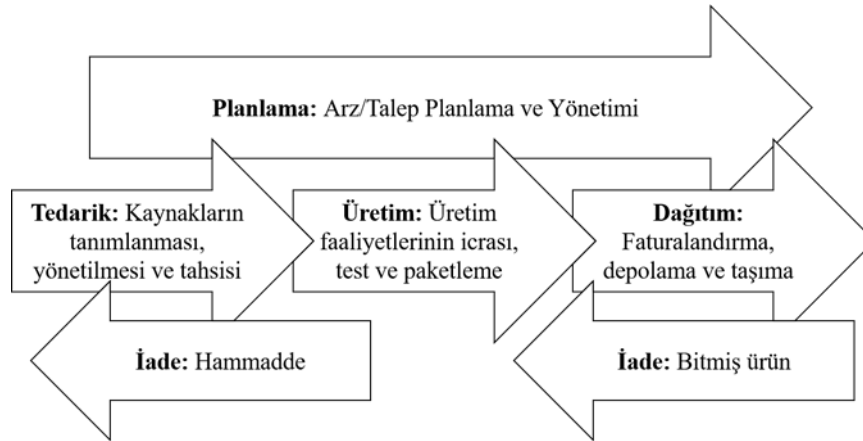 Planlama: Arz/Talep Planlama ve Yönetimi
Tedarik: Kaynakların
tanımlanması,
yönetilmesi ve tahsisi
Üretim: Üretim
faaliyetlerinin icrası,
test ve paketleme
Dağıtım:
Faturalandırma,
depolama ve taşıma
İade: Hammadde
İade: Bitmiş ürün